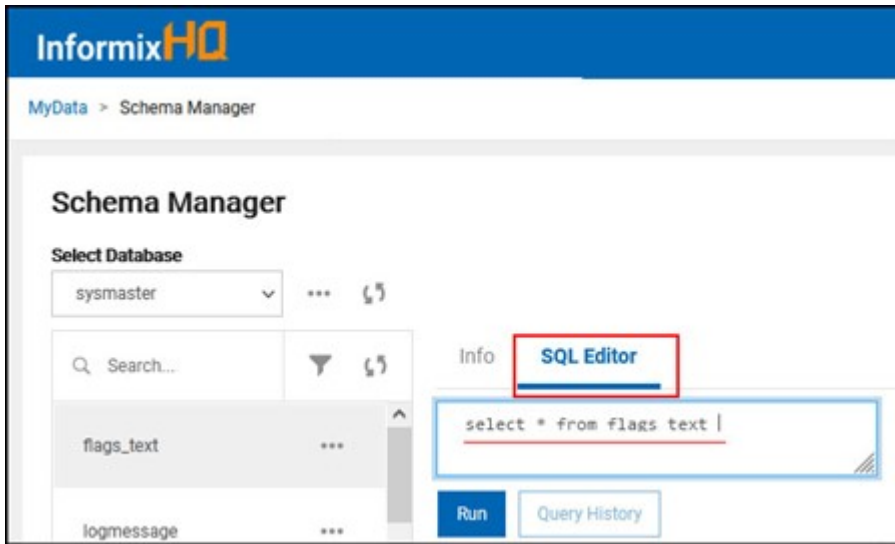 InformixHQ
MyData > Schema Manager
Schema Manager
Select Database
sysmaster
Search...
Info
SQL Editor
flags_text
select * from flags text
Run
Query History
logmessage